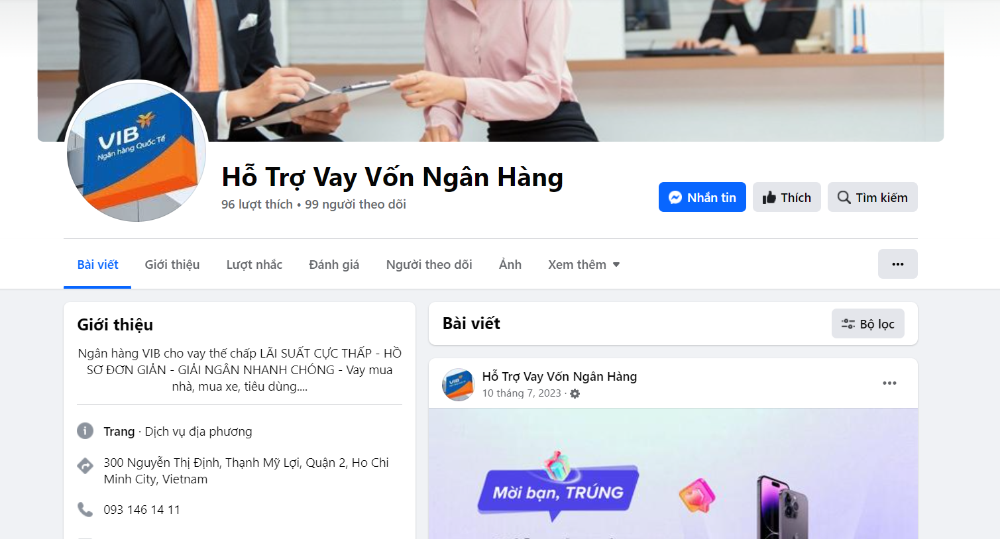 VIB
Ngân hàng Quốc Tế
Hỗ Trợ Vay Vốn Ngân Hàng
96 lượt thích • 99 người theo dõi
Nhắn tin
Thích
Tìm kiếm
Bài viết
Giới thiệu
Lượt nhắc
Đánh giá
Người theo dõi
Ảnh
Xem thêm
Giới thiệu
Ngân hàng VIB cho vay thế chấp LÃI SUẤT CỰC THẤP - HỒ
SƠ ĐƠN GIẢN - GIẢI NGÂN NHANH CHÓNG - Vay mua
nhà, mua xe, tiêu dùng....
Trang · Dịch vụ địa phương
300 Nguyễn Thị Định, Thạnh Mỹ Lợi, Quận 2, Ho Chi
Minh City, Vietnam
093 146 14 11
Bài viết
Bộ lọc
VIB
Hỗ Trợ Vay Vốn Ngân Hàng
10 tháng 7, 2023 ·
Mời bạn, TRÚNG